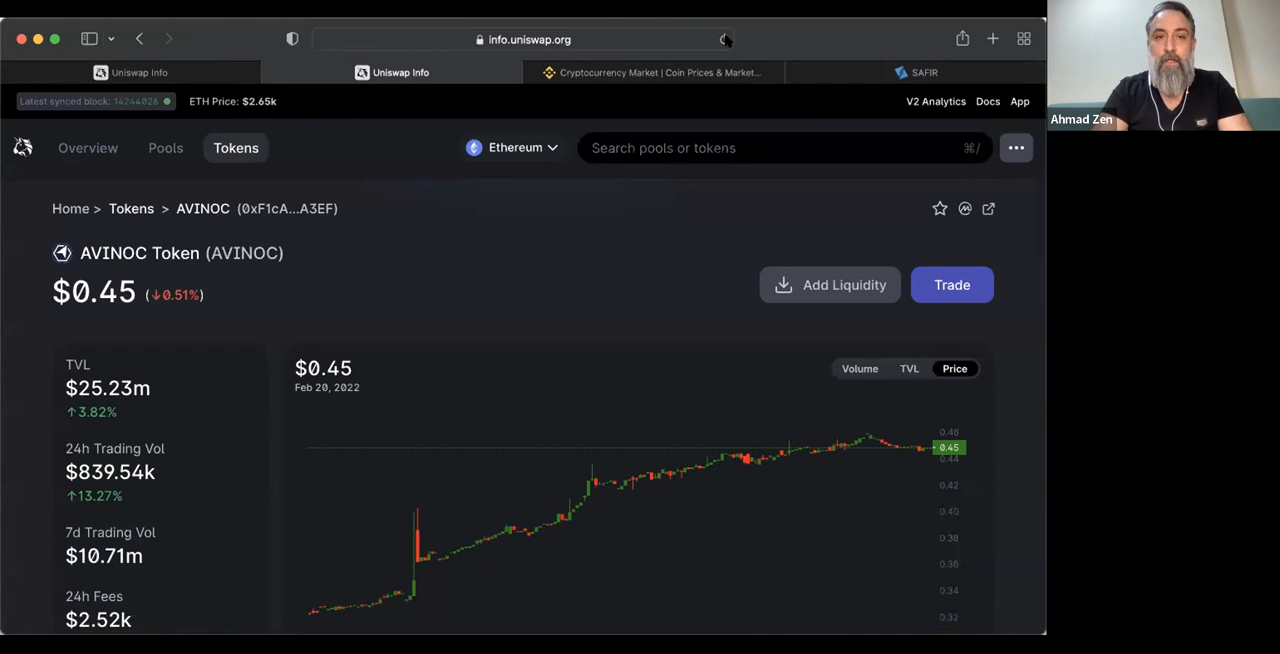 info.uniswap.org
Uniswap Info
Uniswap Info
Cryptocurrency Market | Coin Prices & Market...
SAFIR
Latest synced block: 14244026
ETH Price: $2.65k
V2 Analytics Docs App
Overview Pools Tokens
Ethereum
Search pools or tokens ⌘/
Home > Tokens > AVINOC (0xF1cA...A3EF)
AVINOC Token (AVINOC)
$0.45 (↓0.51%)
Add Liquidity
Trade
TVL
$25.23m
↑3.82%
24h Trading Vol
$839.54k
↑13.27%
7d Trading Vol
$10.71m
24h Fees
$2.52k
$0.45
Feb 20, 2022
Volume TVL Price
0.46
0.45
0.44
0.42
0.40
0.38
0.36
0.34
0.32
Ahmad Zen